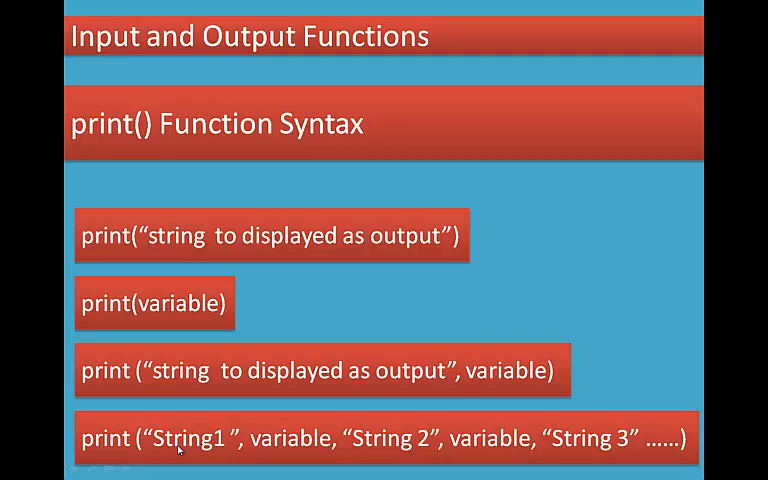 Input and Output Functions
print() Function Syntax
print(“string  to displayed as output”)
print(variable)
print (“string  to displayed as output”, variable)
print (“String1 ”, variable, “String 2”, variable, “String 3” ......)